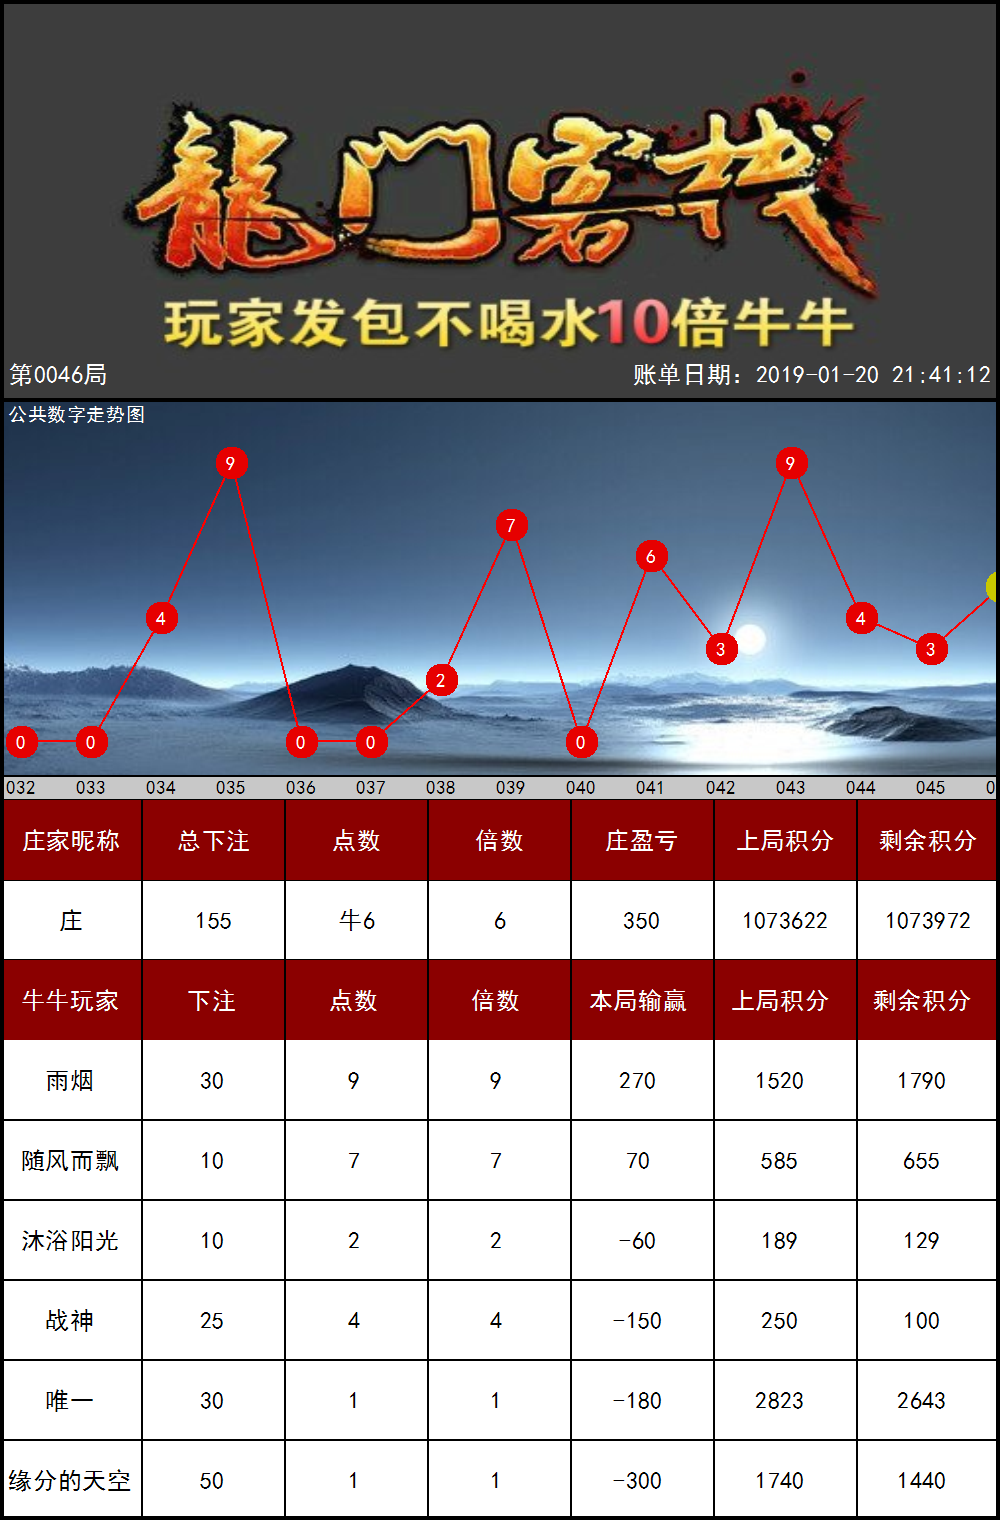 龍门客栈
玩家发包不喝水10倍牛牛
第0046局 账单日期：2019-01-20 21:41:12
公共数字走势图
0 0 4 9 0 0 2 7 0 6 3 9 4 3
032 033 034 035 036 037 038 039 040 041 042 043 044 045 0
庄家昵称 总下注 点数 倍数 庄盈亏 上局积分 剩余积分
庄 155 牛6 6 350 1073622 1073972
牛牛玩家 下注 点数 倍数 本局输赢 上局积分 剩余积分
雨烟 30 9 9 270 1520 1790
随风而飘 10 7 7 70 585 655
沐浴阳光 10 2 2 -60 189 129
战神 25 4 4 -150 250 100
唯一 30 1 1 -180 2823 2643
缘分的天空 50 1 1 -300 1740 1440